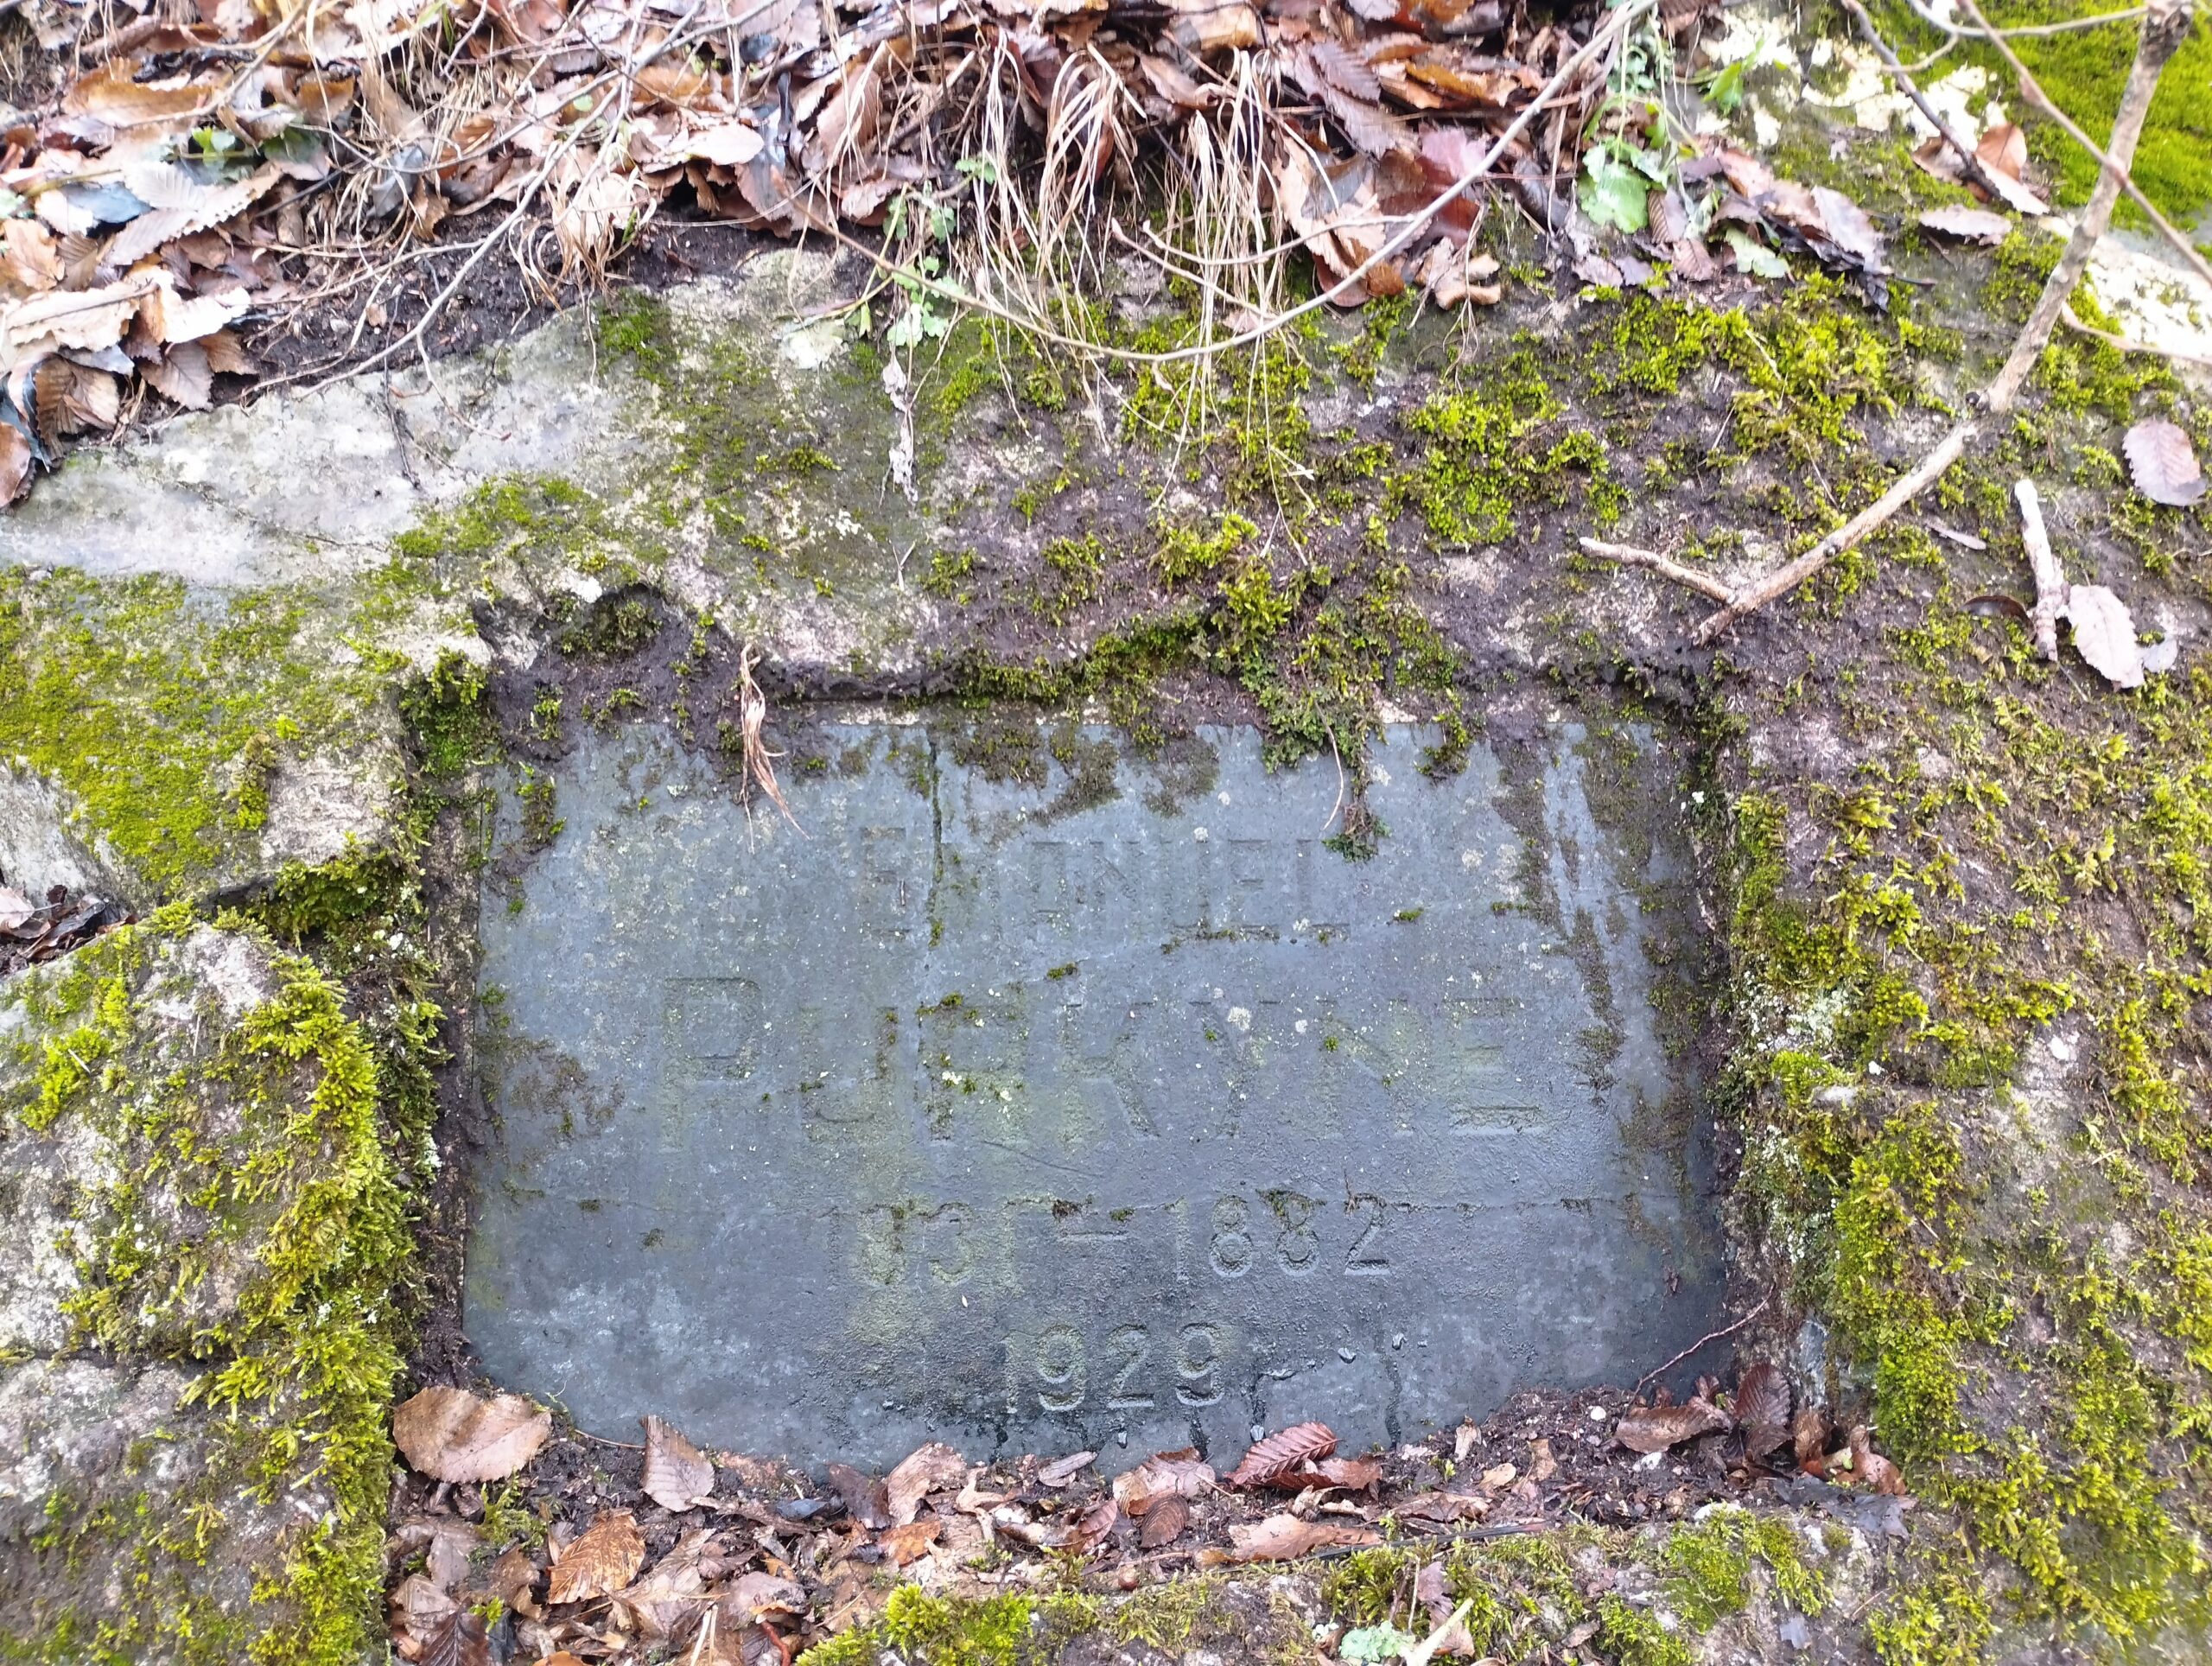 EMANUEL
PURKYNE
1831 – 1882
1929